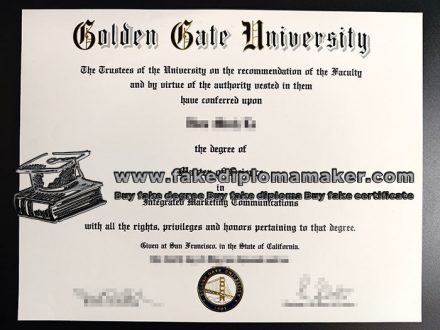 Golden Gate University
The Trustees of the University on the recommendation of the Faculty
and by virtue of the authority vested in them
have conferred upon
the degree of
www.fakediplomamaker.com
Master of
in
Buy fake degree Buy fake diploma Buy fake certificate
Integrated Marketing Communications
with all the rights, privileges and honors pertaining to that degree.
Given at San Francisco, in the State of California.